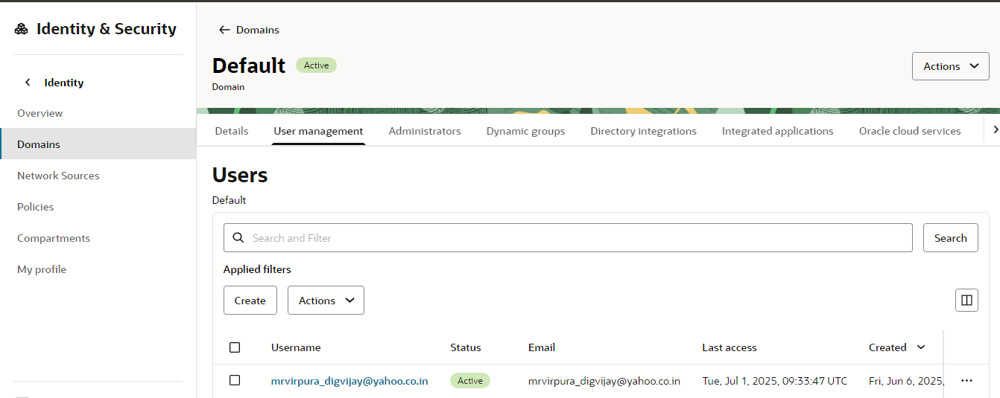 Identity & Security
Identity
Overview
Domains
Network Sources
Policies
Compartments
My profile
Domains
Default Active
Domain
Actions
Details User management Administrators Dynamic groups Directory integrations Integrated applications Oracle cloud services
Users
Default
Search and Filter Search
Applied filters
Create Actions
Username Status Email Last access Created
mrvirpura_digvijay@yahoo.co.in Active mrvirpura_digvijay@yahoo.co.in Tue, Jul 1, 2025, 09:33:47 UTC Fri, Jun 6, 2025,